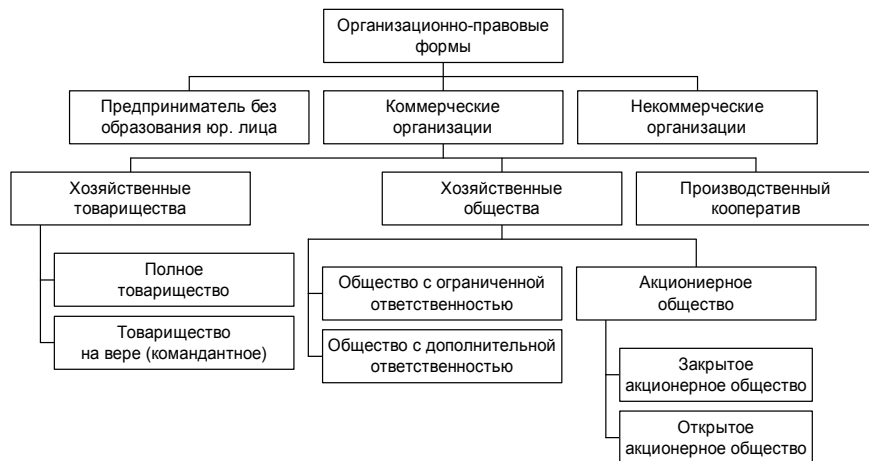 Организационно-правовые
формы
Предприниматель без
образования юр. лица
Коммерческие
организации
Некоммерческие
организации
Хозяйственные
товарищества
Хозяйственные
общества
Производственный
кооператив
Полное
товарищество
Товарищество
на вере (командантное)
Общество с ограниченной
ответственностью
Общество с дополнительной
ответственностью
Акциониерное
общество
Закрытое
акционерное общество
Открытое
акционерное общество